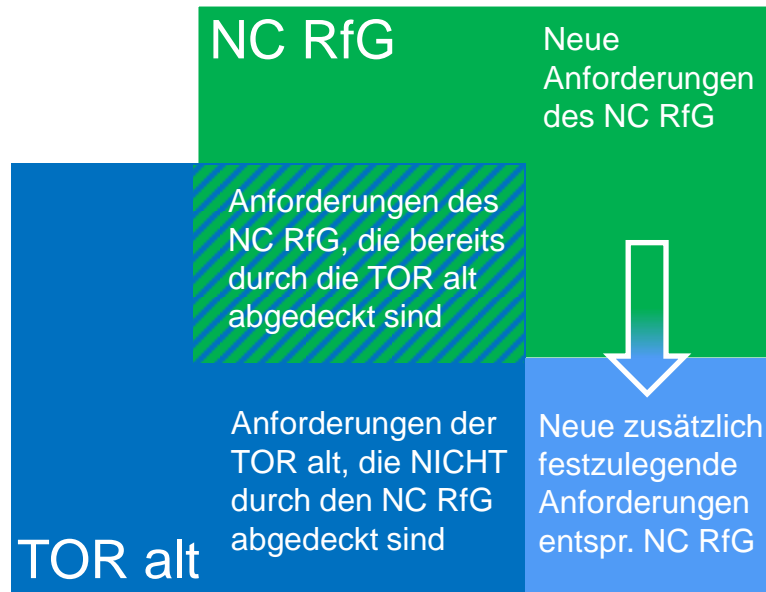 NC RfG
Neue
Anforderungen
des NC RfG
Anforderungen des
NC RfG, die bereits
durch die TOR alt
abgedeckt sind
Anforderungen der
TOR alt, die NICHT
durch den NC RfG
abgedeckt sind
TOR alt
Neue zusätzlich
festzulegende
Anforderungen
entspr. NC RfG